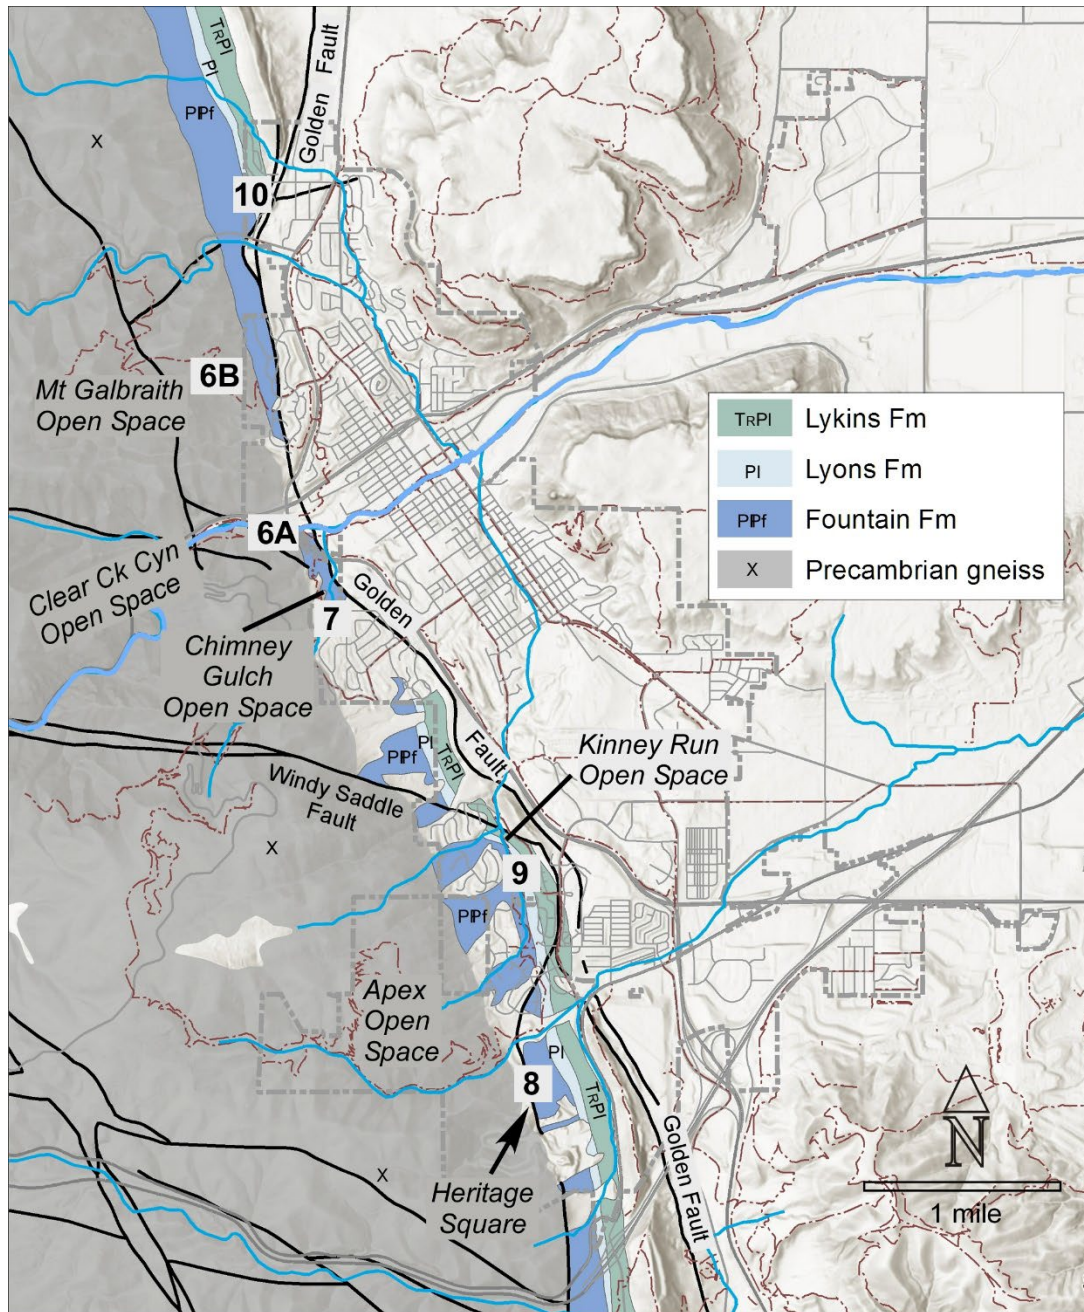 TRPl
Pl
PIPf
X
Golden Fault
10
6B
Mt Galbraith
Open Space
TRPl Lykins Fm
Pl Lyons Fm
PIPf Fountain Fm
X Precambrian gneiss
6A
Clear Ck Cyn
Open Space
7
Golden
Fault
Chimney
Gulch
Open Space
Pl
PIPf
TRPl
Kinney Run
Open Space
Windy Saddle
Fault
X
9
PIPf
Apex
Open
Space
Pl
8
TRPl
Golden Fault
N
1 mile
X
Heritage
Square